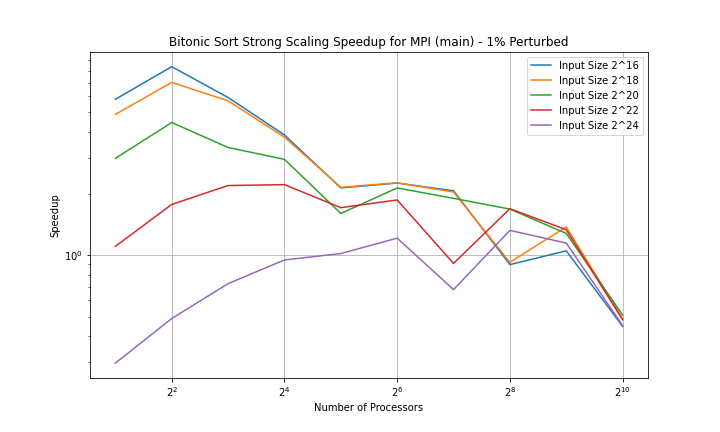 Bitonic Sort Strong Scaling Speedup for MPI (main) - 1% Perturbed
Input Size 2^16
Input Size 2^18
Input Size 2^20
Input Size 2^22
Input Size 2^24
Speedup
10⁰
2² 2⁴ 2⁶ 2⁸ 2¹⁰
Number of Processors